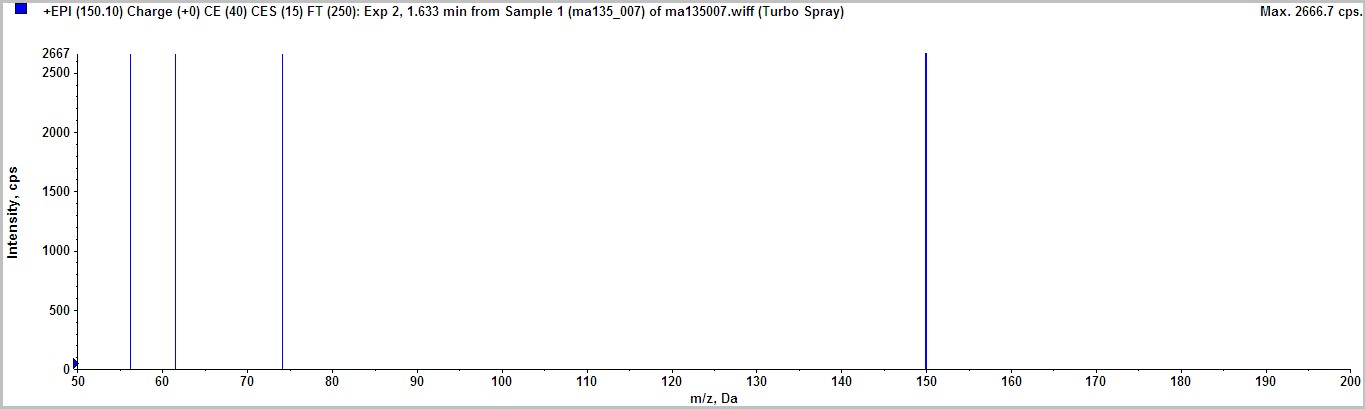 +EPI (150.10) Charge (+0) CE (40) CES (15) FT (250): Exp 2, 1.633 min from Sample 1 (ma135_007) of ma135007.wiff (Turbo Spray)
Max. 2666.7 cps.
2667
2500
2000
1500
1000
500
0
Intensity, cps
50 60 70 80 90 100 110 120 130 140 150 160 170 180 190 200
m/z, Da